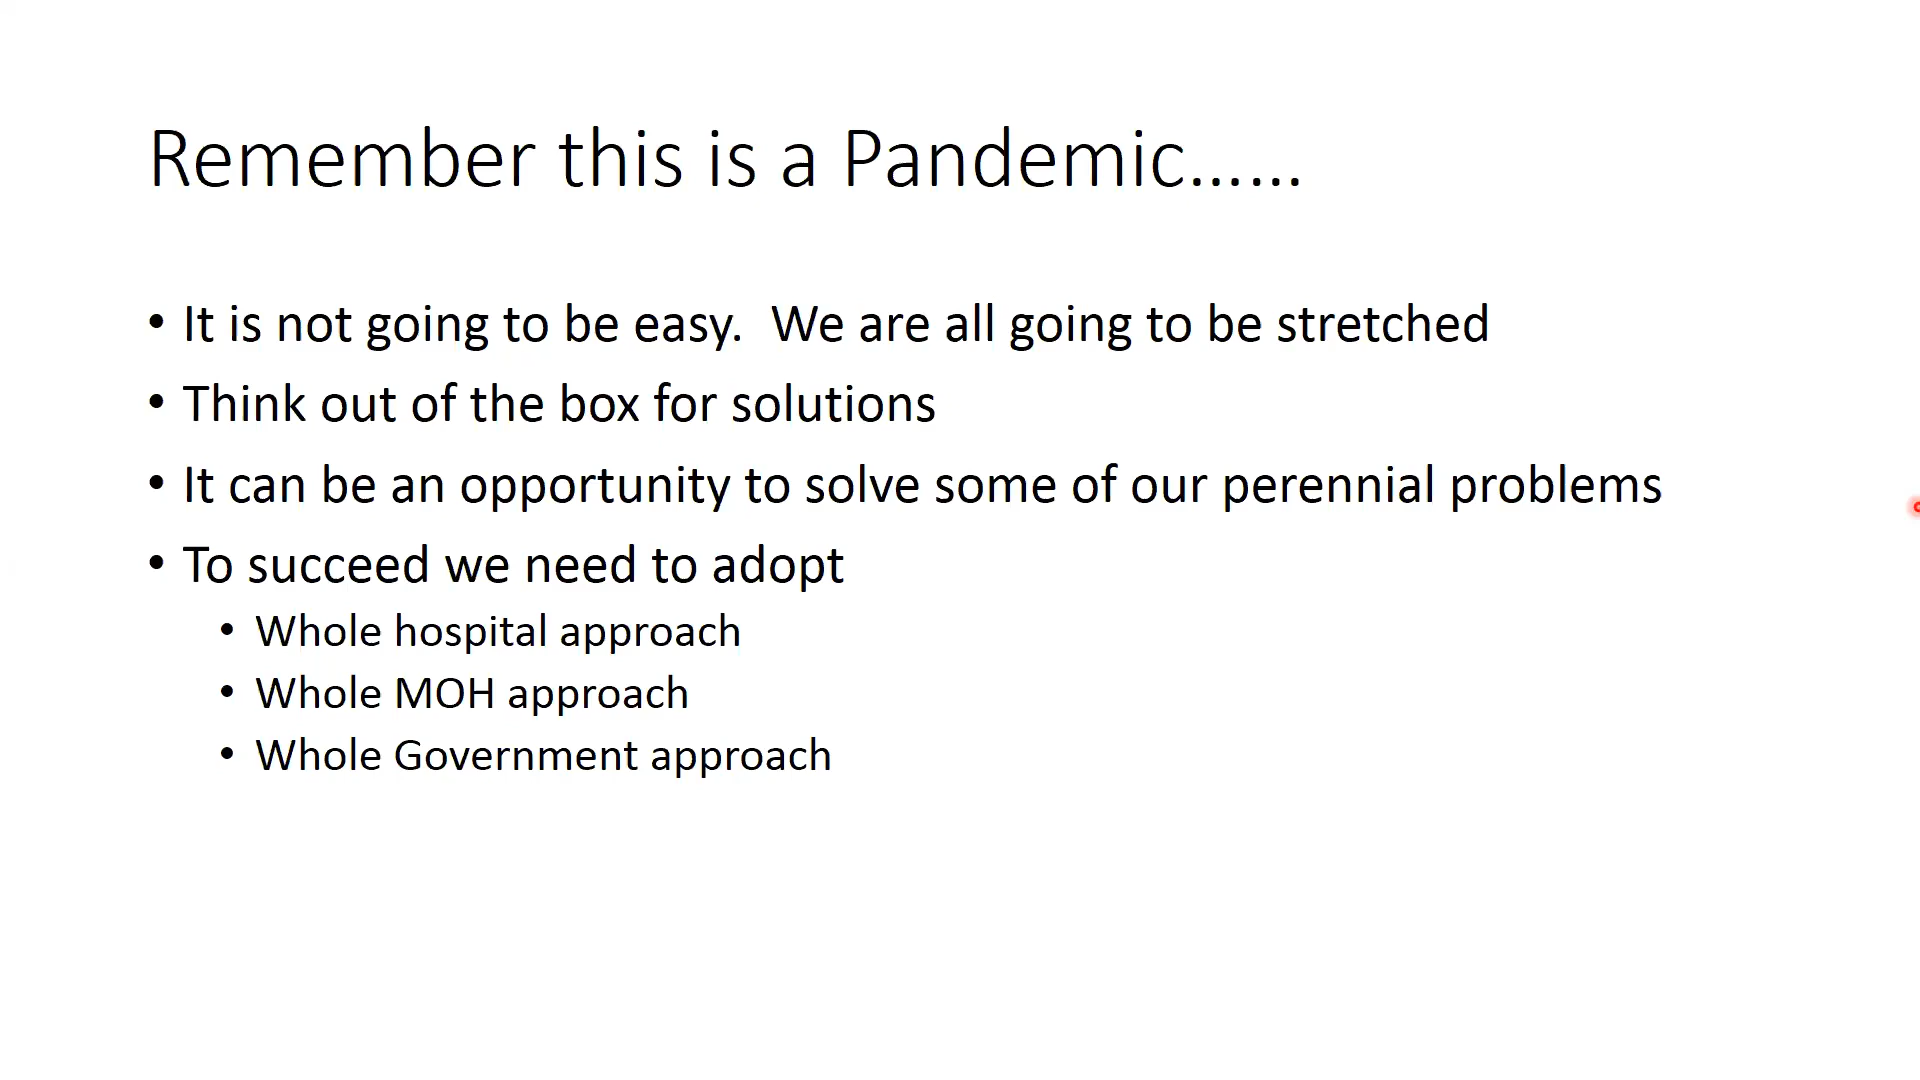 Remember this is a Pandemic......
• It is not going to be easy.  We are all going to be stretched
• Think out of the box for solutions
• It can be an opportunity to solve some of our perennial problems
• To succeed we need to adopt
• Whole hospital approach
• Whole MOH approach
• Whole Government approach